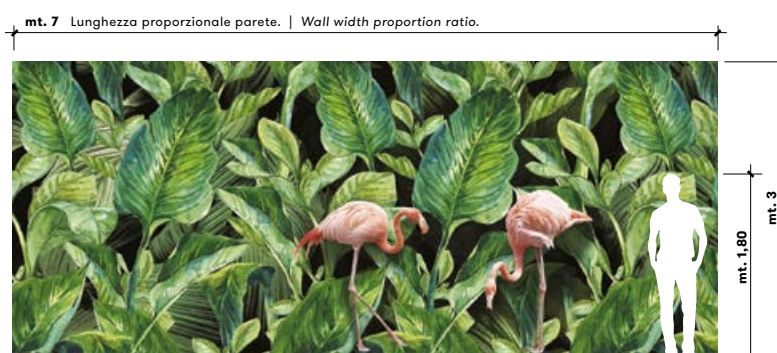 mt. 7 Lunghezza proporzionale parete. | Wall width proportion ratio.
mt. 1,80
mt. 3